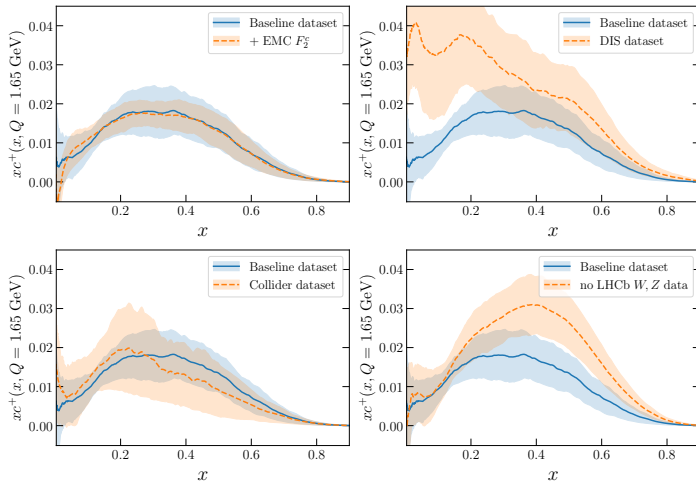 Baseline dataset
+ EMC F₂ᶜ
xc⁺(x, Q = 1.65 GeV)
0.04
0.03
0.02
0.01
0.00
0.2 0.4 0.6 0.8
x
Baseline dataset
DIS dataset
xc⁺(x, Q = 1.65 GeV)
0.04
0.03
0.02
0.01
0.00
0.2 0.4 0.6 0.8
x
Baseline dataset
Collider dataset
xc⁺(x, Q = 1.65 GeV)
0.04
0.03
0.02
0.01
0.00
0.2 0.4 0.6 0.8
x
Baseline dataset
no LHCb W, Z data
xc⁺(x, Q = 1.65 GeV)
0.04
0.03
0.02
0.01
0.00
0.2 0.4 0.6 0.8
x